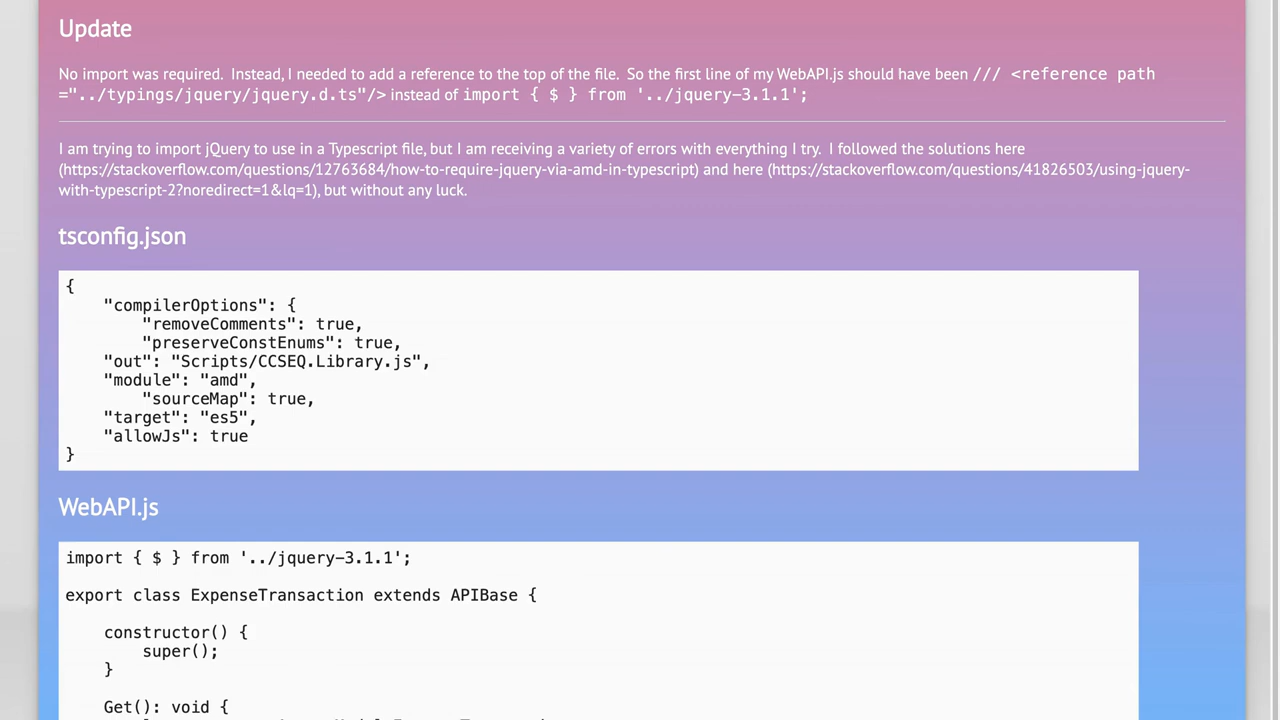 Update
No import was required. Instead, I needed to add a reference to the top of the file. So the first line of my WebAPI.js should have been /// <reference path
="../typings/jquery/jquery.d.ts"/> instead of import { $ } from '../jquery-3.1.1';
I am trying to import jQuery to use in a Typescript file, but I am receiving a variety of errors with everything I try. I followed the solutions here
(https://stackoverflow.com/questions/12763684/how-to-require-jquery-via-amd-in-typescript) and here (https://stackoverflow.com/questions/41826503/using-jquery-
with-typescript-2?noredirect=1&lq=1), but without any luck.
tsconfig.json
{
    "compilerOptions": {
        "removeComments": true,
        "preserveConstEnums": true,
    "out": "Scripts/CCSEQ.Library.js",
    "module": "amd",
        "sourceMap": true,
    "target": "es5",
    "allowJs": true
}
WebAPI.js
import { $ } from '../jquery-3.1.1';
export class ExpenseTransaction extends APIBase {
    constructor() {
        super();
    }
    Get(): void {